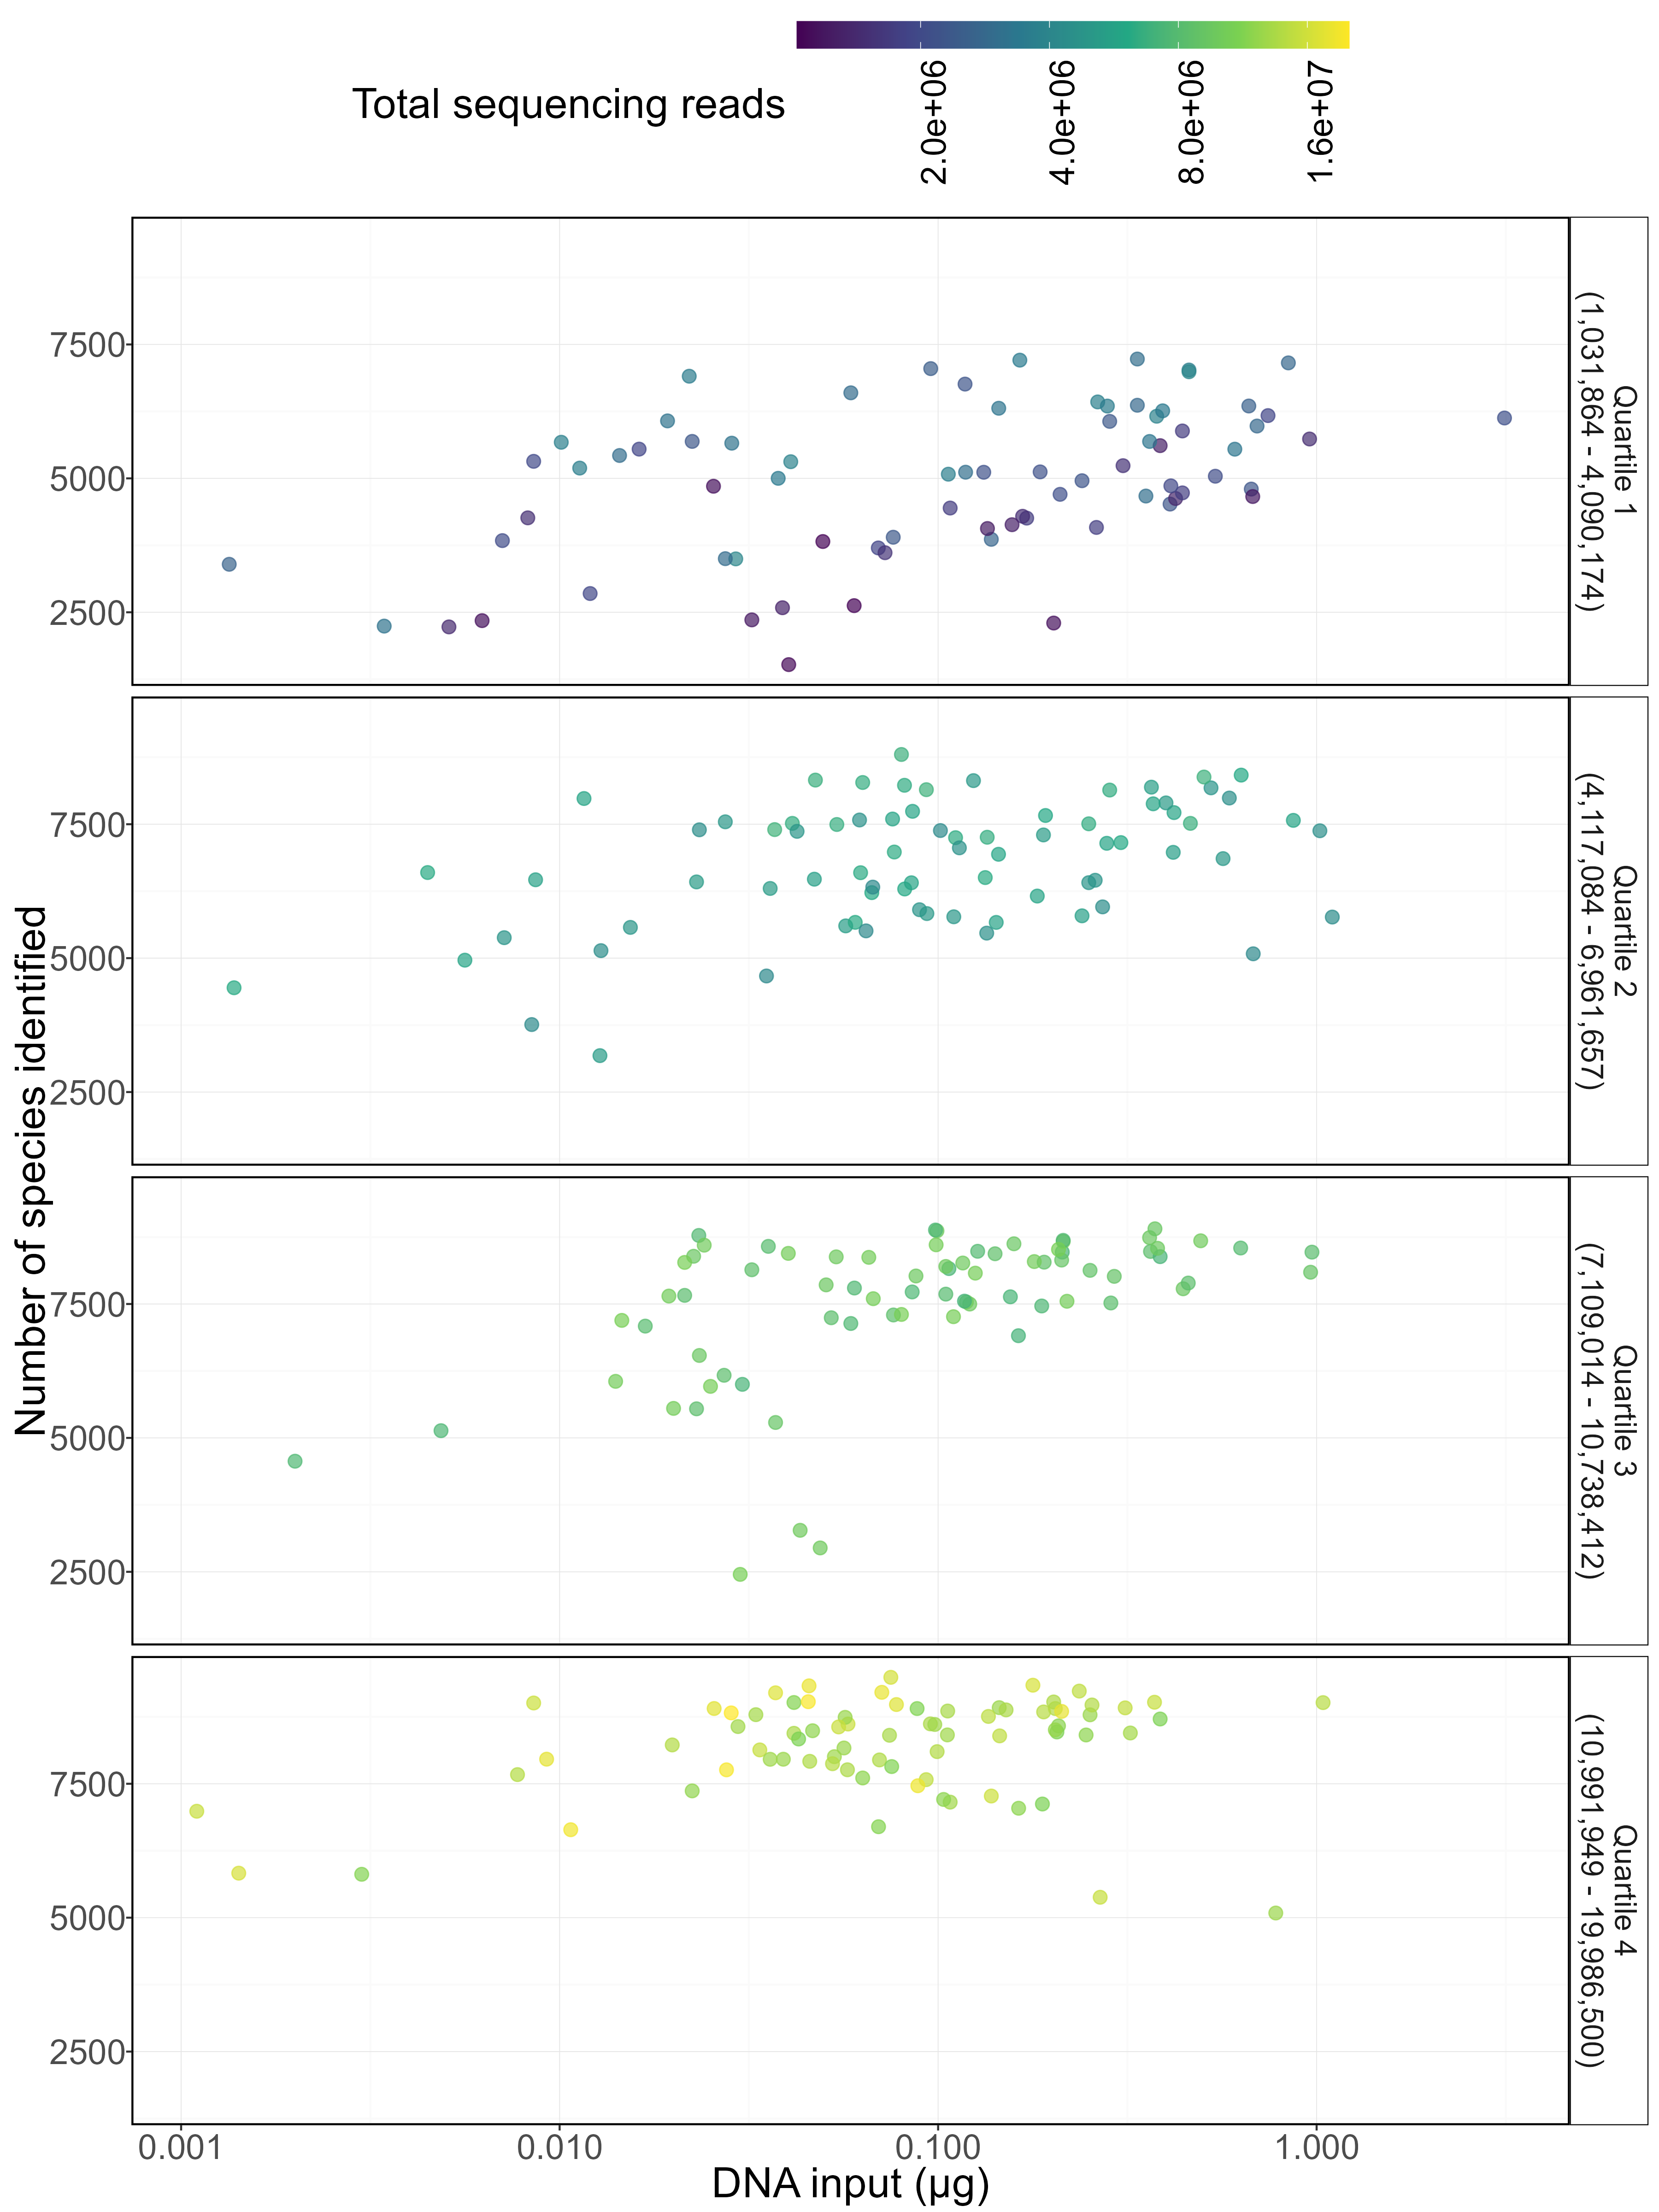 Total sequencing reads
2.0e+06
4.0e+06
8.0e+06
1.6e+07
Number of species identified
7500
5000
2500
Quartile 1
(1,031,864 - 4,090,174)
7500
5000
2500
Quartile 2
(4,117,084 - 6,961,657)
7500
5000
2500
Quartile 3
(7,109,014 - 10,738,412)
7500
5000
2500
Quartile 4
(10,991,949 - 19,986,500)
0.001
0.010
0.100
1.000
DNA input (µg)